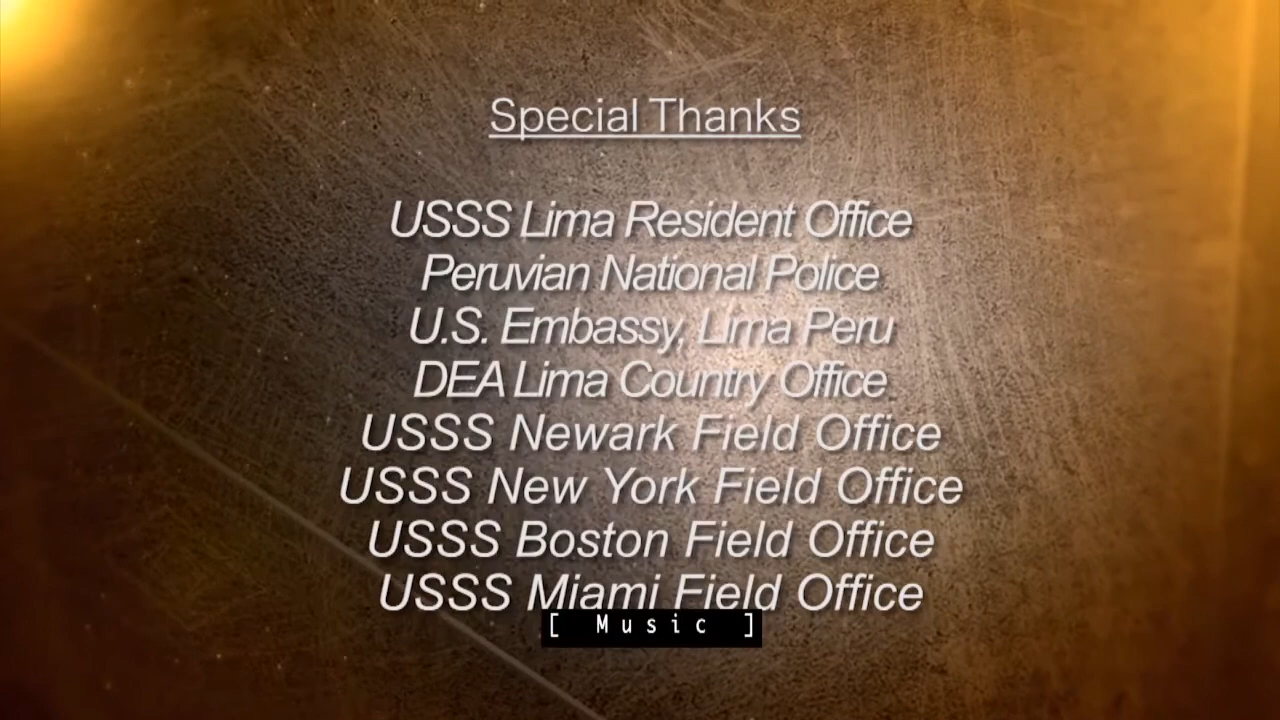 Special Thanks
USSS Lima Resident Office
Peruvian National Police
U.S. Embassy, Lima Peru
DEA Lima Country Office
USSS Newark Field Office
USSS New York Field Office
USSS Boston Field Office
USSS Miami Field Office
[ Music ]